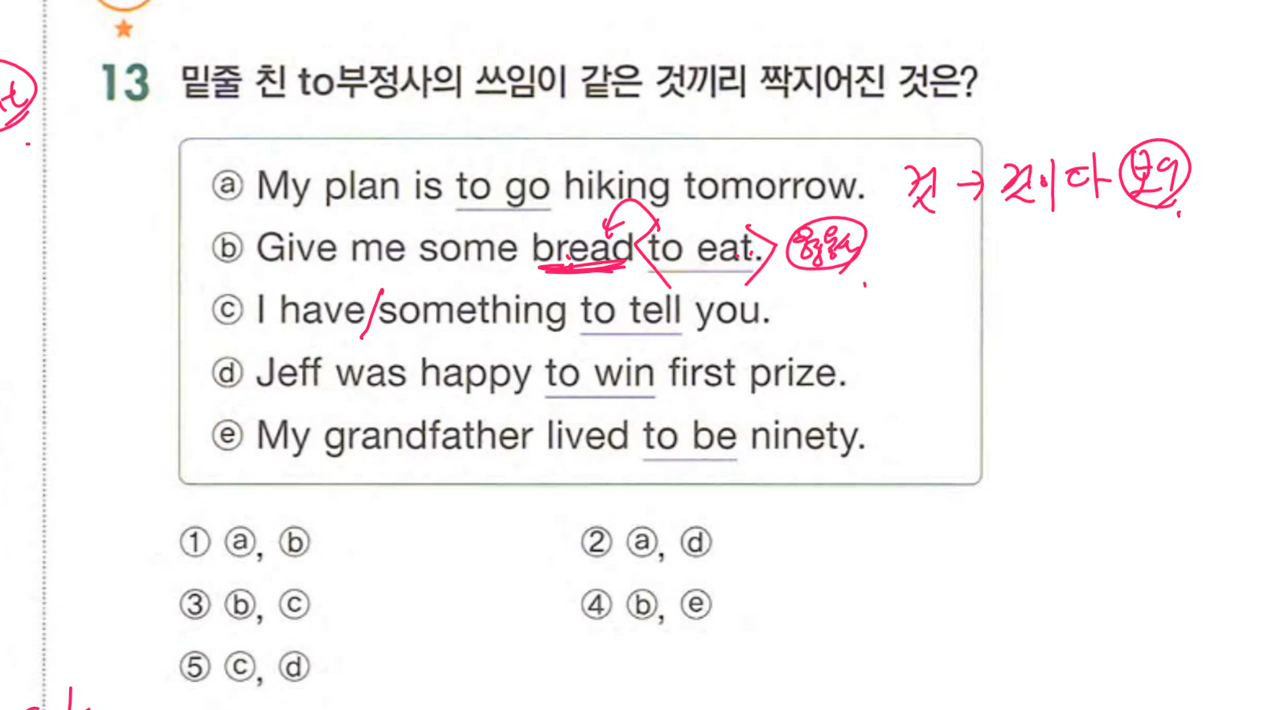 13 밑줄 친 to부정사의 쓰임이 같은 것끼리 짝지어진 것은?
ⓐ My plan is to go hiking tomorrow. 것 → 것이다 보어
ⓑ Give me some bread to eat. 형용사
ⓒ I have/something to tell you.
ⓓ Jeff was happy to win first prize.
ⓔ My grandfather lived to be ninety.
① ⓐ, ⓑ ② ⓐ, ⓓ
③ ⓑ, ⓒ ④ ⓑ, ⓔ
⑤ ⓒ, ⓓ